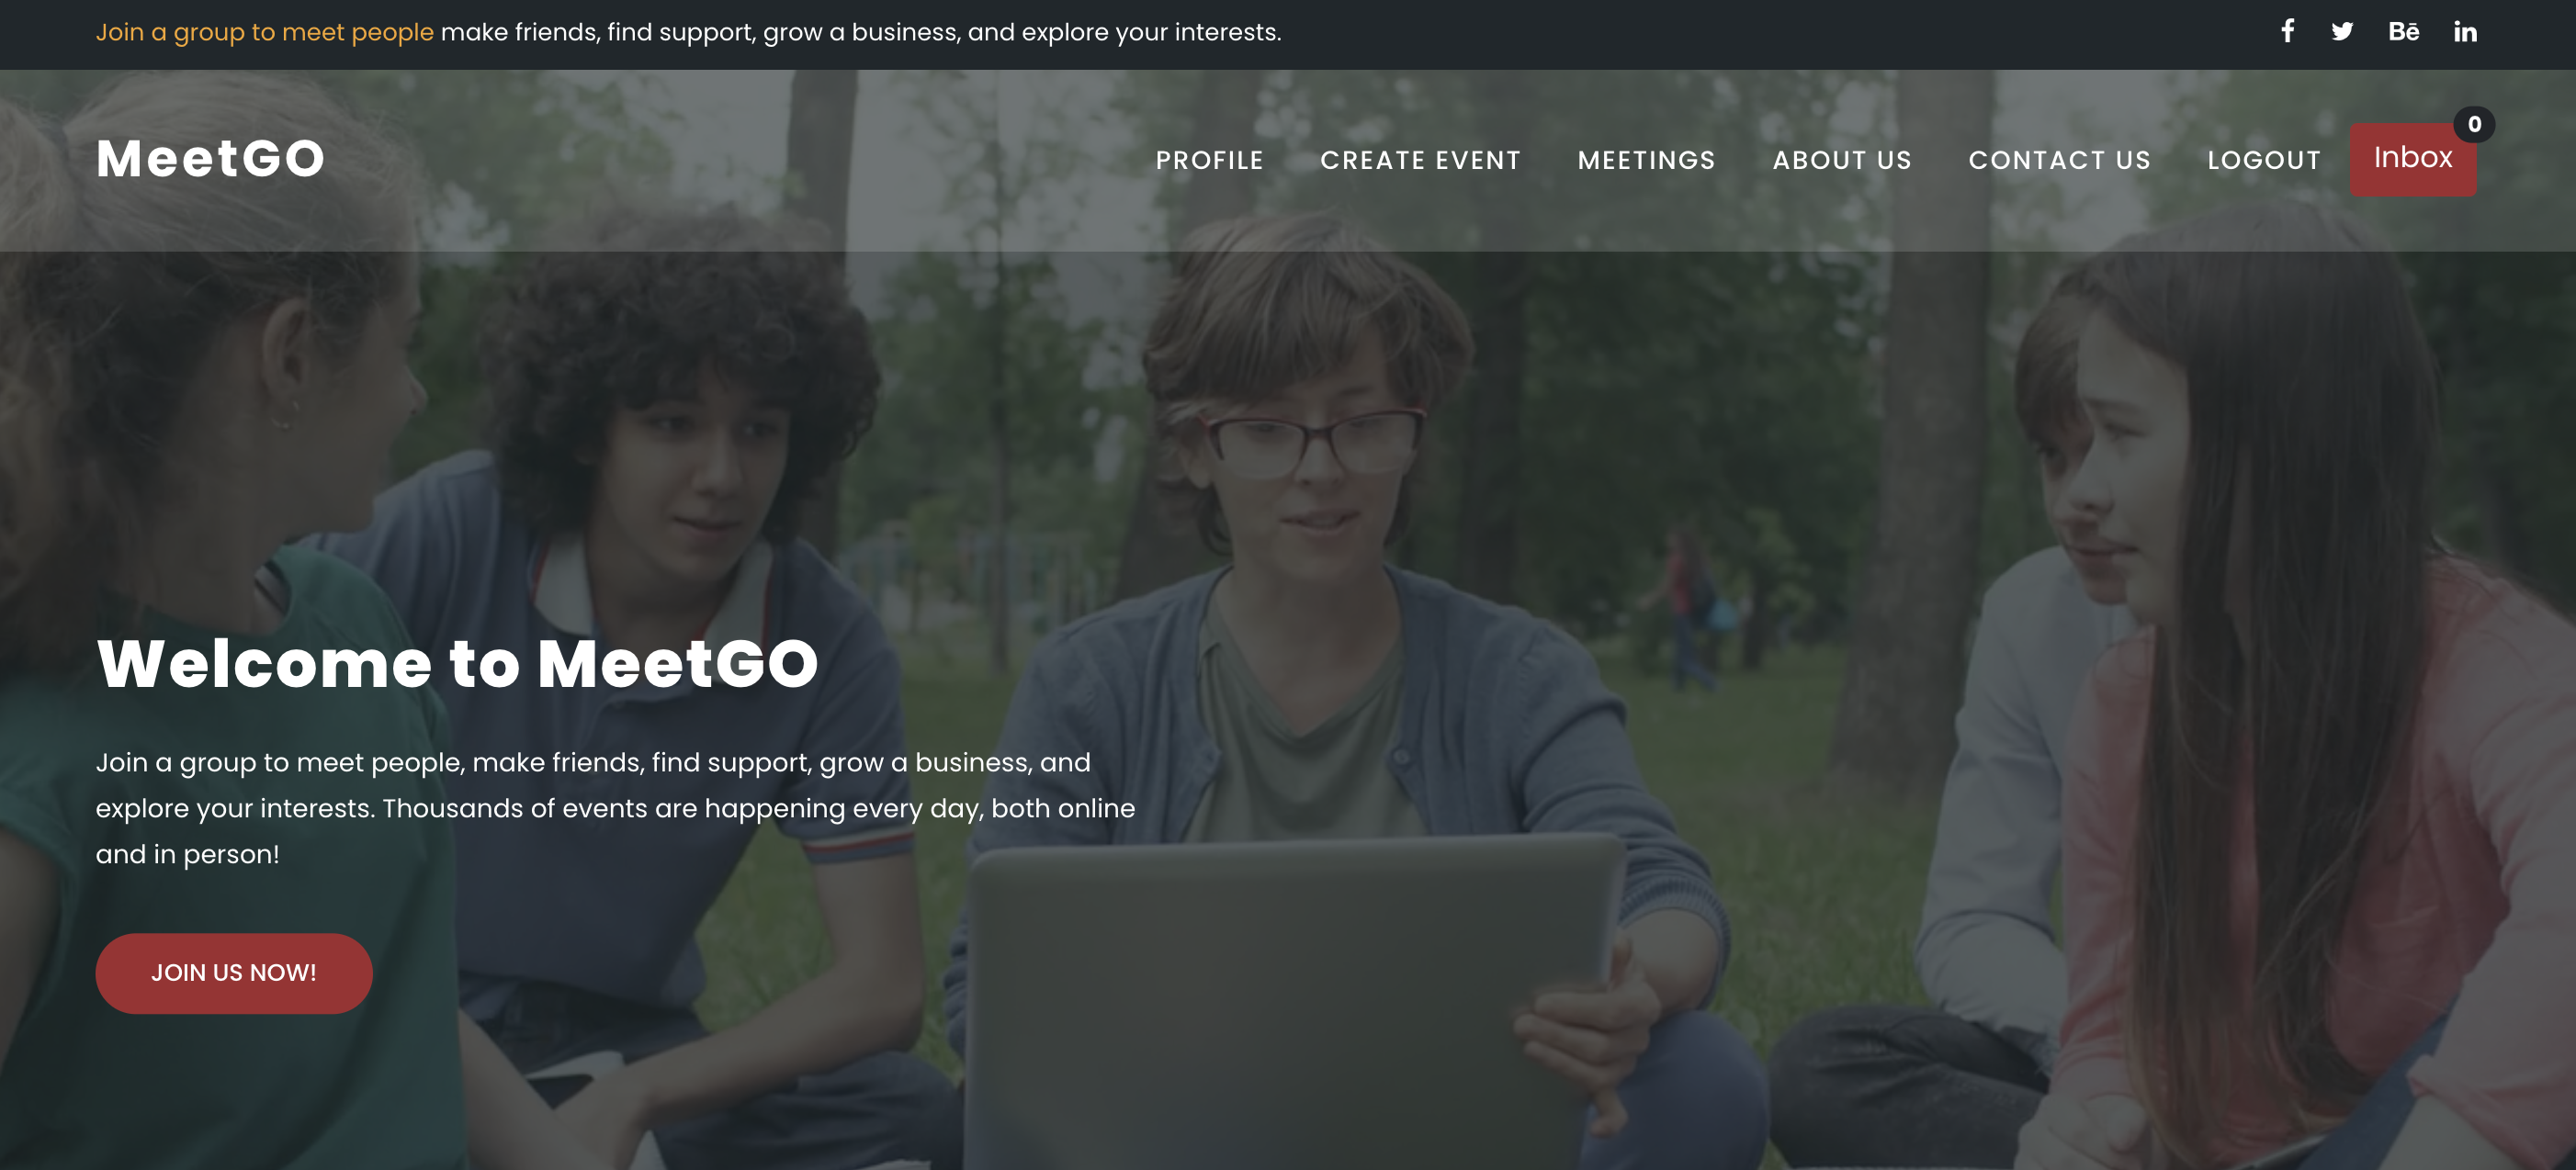 Join a group to meet people make friends, find support, grow a business, and explore your interests.
Bē
in
MeetGO
PROFILE
CREATE EVENT
MEETINGS
ABOUT US
CONTACT US
LOGOUT
Inbox
0
Welcome to MeetGO
Join a group to meet people, make friends, find support, grow a business, and
explore your interests. Thousands of events are happening every day, both online
and in person!
JOIN US NOW!